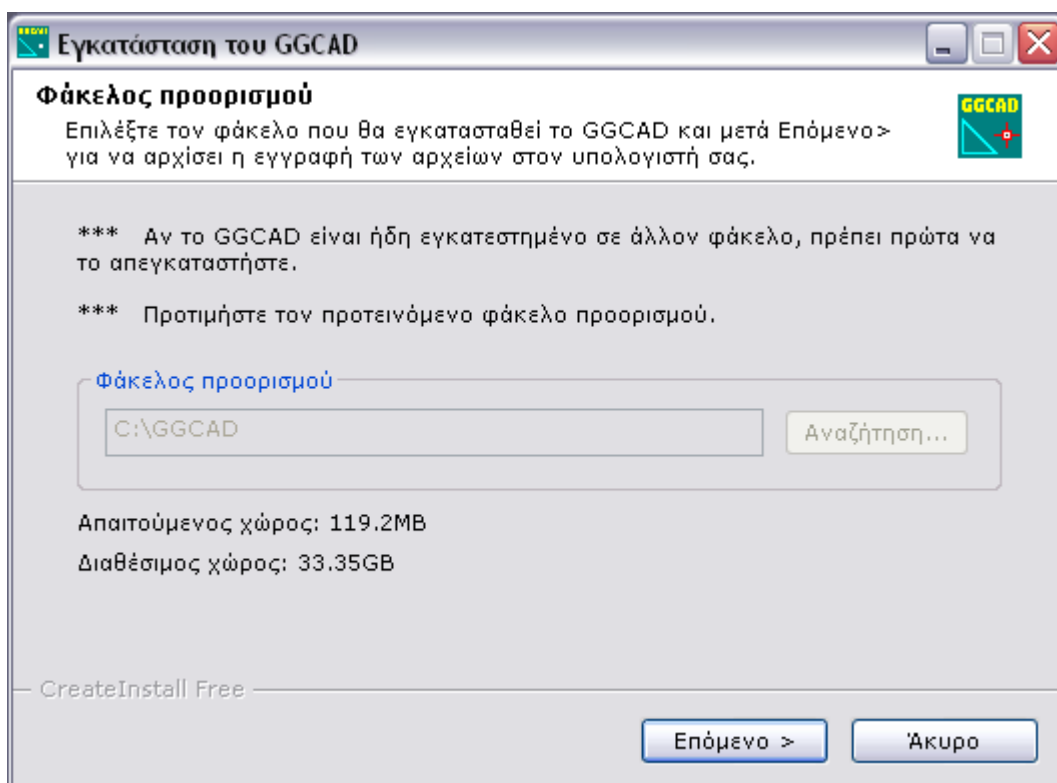 Εγκατάσταση του GGCAD
Φάκελος προορισμού
Επιλέξτε τον φάκελο που θα εγκατασταθεί το GGCAD και μετά Επόμενο>
για να αρχίσει η εγγραφή των αρχείων στον υπολογιστή σας.
GGCAD
*** Αν το GGCAD είναι ήδη εγκατεστημένο σε άλλον φάκελο, πρέπει πρώτα να
το απεγκαταστήστε.
*** Προτιμήστε τον προτεινόμενο φάκελο προορισμού.
Φάκελος προορισμού
C:\GGCAD
Αναζήτηση...
Απαιτούμενος χώρος: 119.2MB
Διαθέσιμος χώρος: 33.35GB
CreateInstall Free
Επόμενο >
Άκυρο